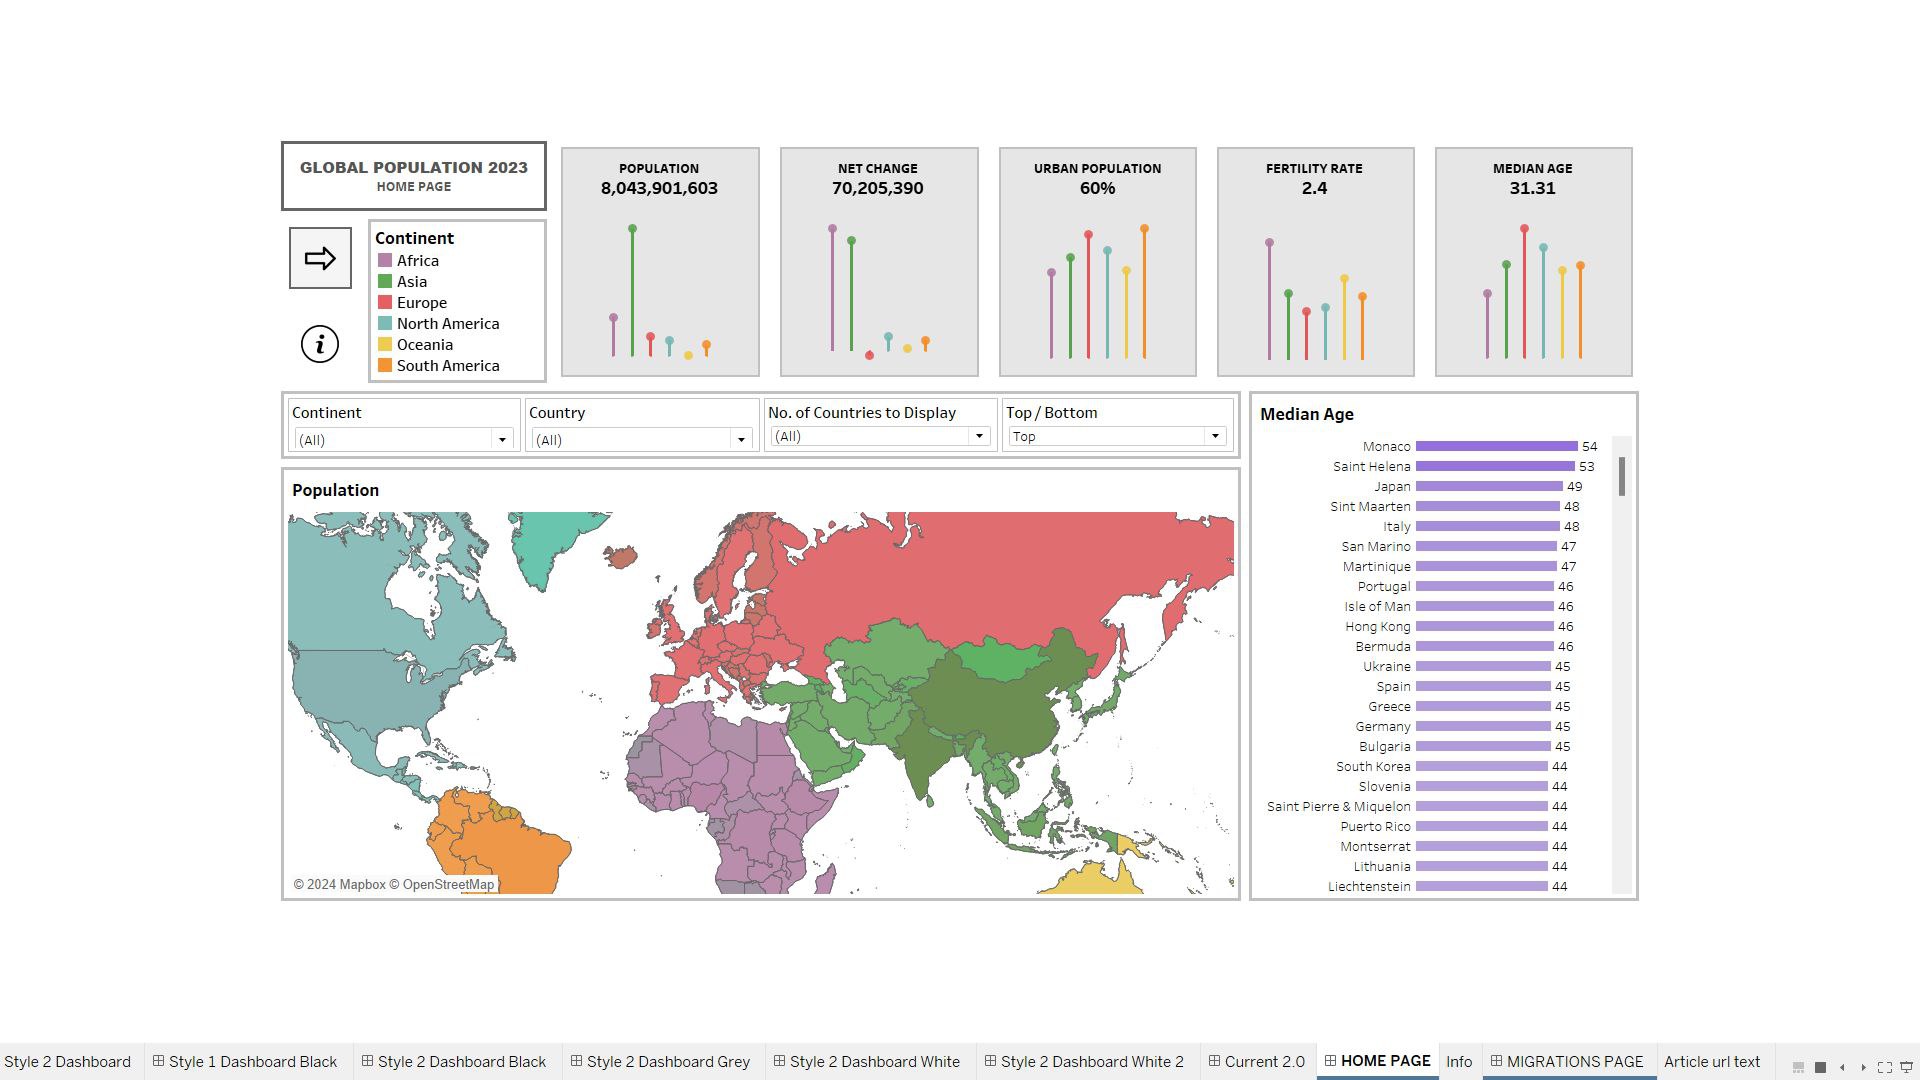 GLOBAL POPULATION 2023
HOME PAGE
Continent
Africa
Asia
Europe
North America
Oceania
South America
POPULATION
8,043,901,603
NET CHANGE
70,205,390
URBAN POPULATION
60%
FERTILITY RATE
2.4
MEDIAN AGE
31.31
Continent
(All)
Country
(All)
No. of Countries to Display
(All)
Top / Bottom
Top
Population
© 2024 Mapbox © OpenStreetMap
Median Age
Monaco 54
Saint Helena 53
Japan 49
Sint Maarten 48
Italy 48
San Marino 47
Martinique 47
Portugal 46
Isle of Man 46
Hong Kong 46
Bermuda 46
Ukraine 45
Spain 45
Greece 45
Germany 45
Bulgaria 45
South Korea 44
Slovenia 44
Saint Pierre & Miquelon 44
Puerto Rico 44
Montserrat 44
Lithuania 44
Liechtenstein 44
Style 2 Dashboard Style 1 Dashboard Black Style 2 Dashboard Black Style 2 Dashboard Grey Style 2 Dashboard White Style 2 Dashboard White 2 Current 2.0 HOME PAGE Info MIGRATIONS PAGE Article url text